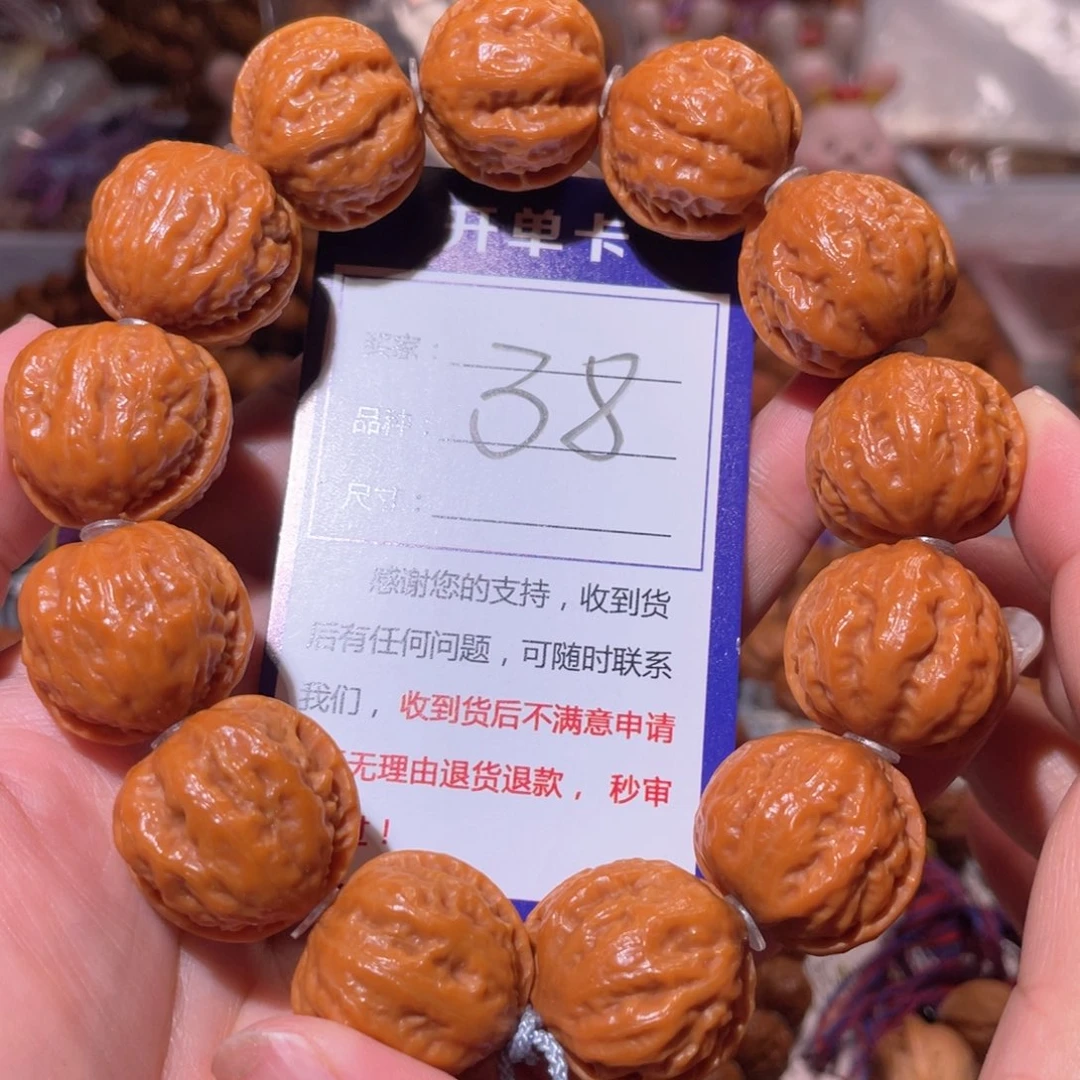 开单卡
买家：
38
品种：
尺寸：
感谢您的支持，收到货
后有任何问题，可随时联系
我们，收到货后不满意申请
无理由退货退款，秒审
！